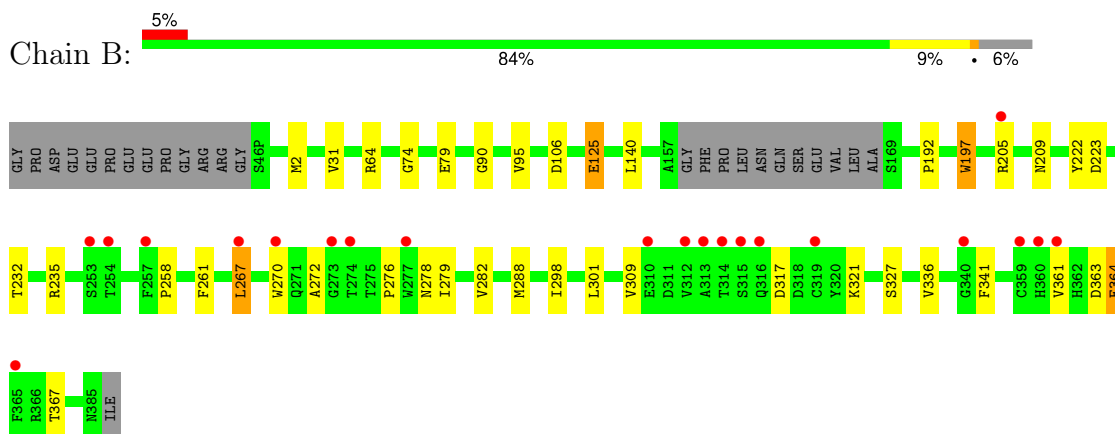 5%
Chain B:
84% 9% • 6%
GLY PRO ASP GLU GLU PRO GLU GLU PRO GLY ARG ARG GLY S46P M2 V31 R64 G74 E79 G90 V95 D106 E125 L140 A157 GLY PHE PRO LEU ASN GLN SER GLU VAL LEU ALA S169 P192 W197 R205 N209 Y222 D223
T232 R235 S253 T254 F257 P258 F261 L267 W270 Q271 A272 G273 T274 T275 P276 W277 N278 I279 V282 M288 I298 L301 V309 E310 D311 V312 A313 T314 S315 Q316 D317 D318 C319 Y320 K321 S327 V336 G340 F341 C359 H360 V361 H362 D363
F365 R366 T367 N385 ILE